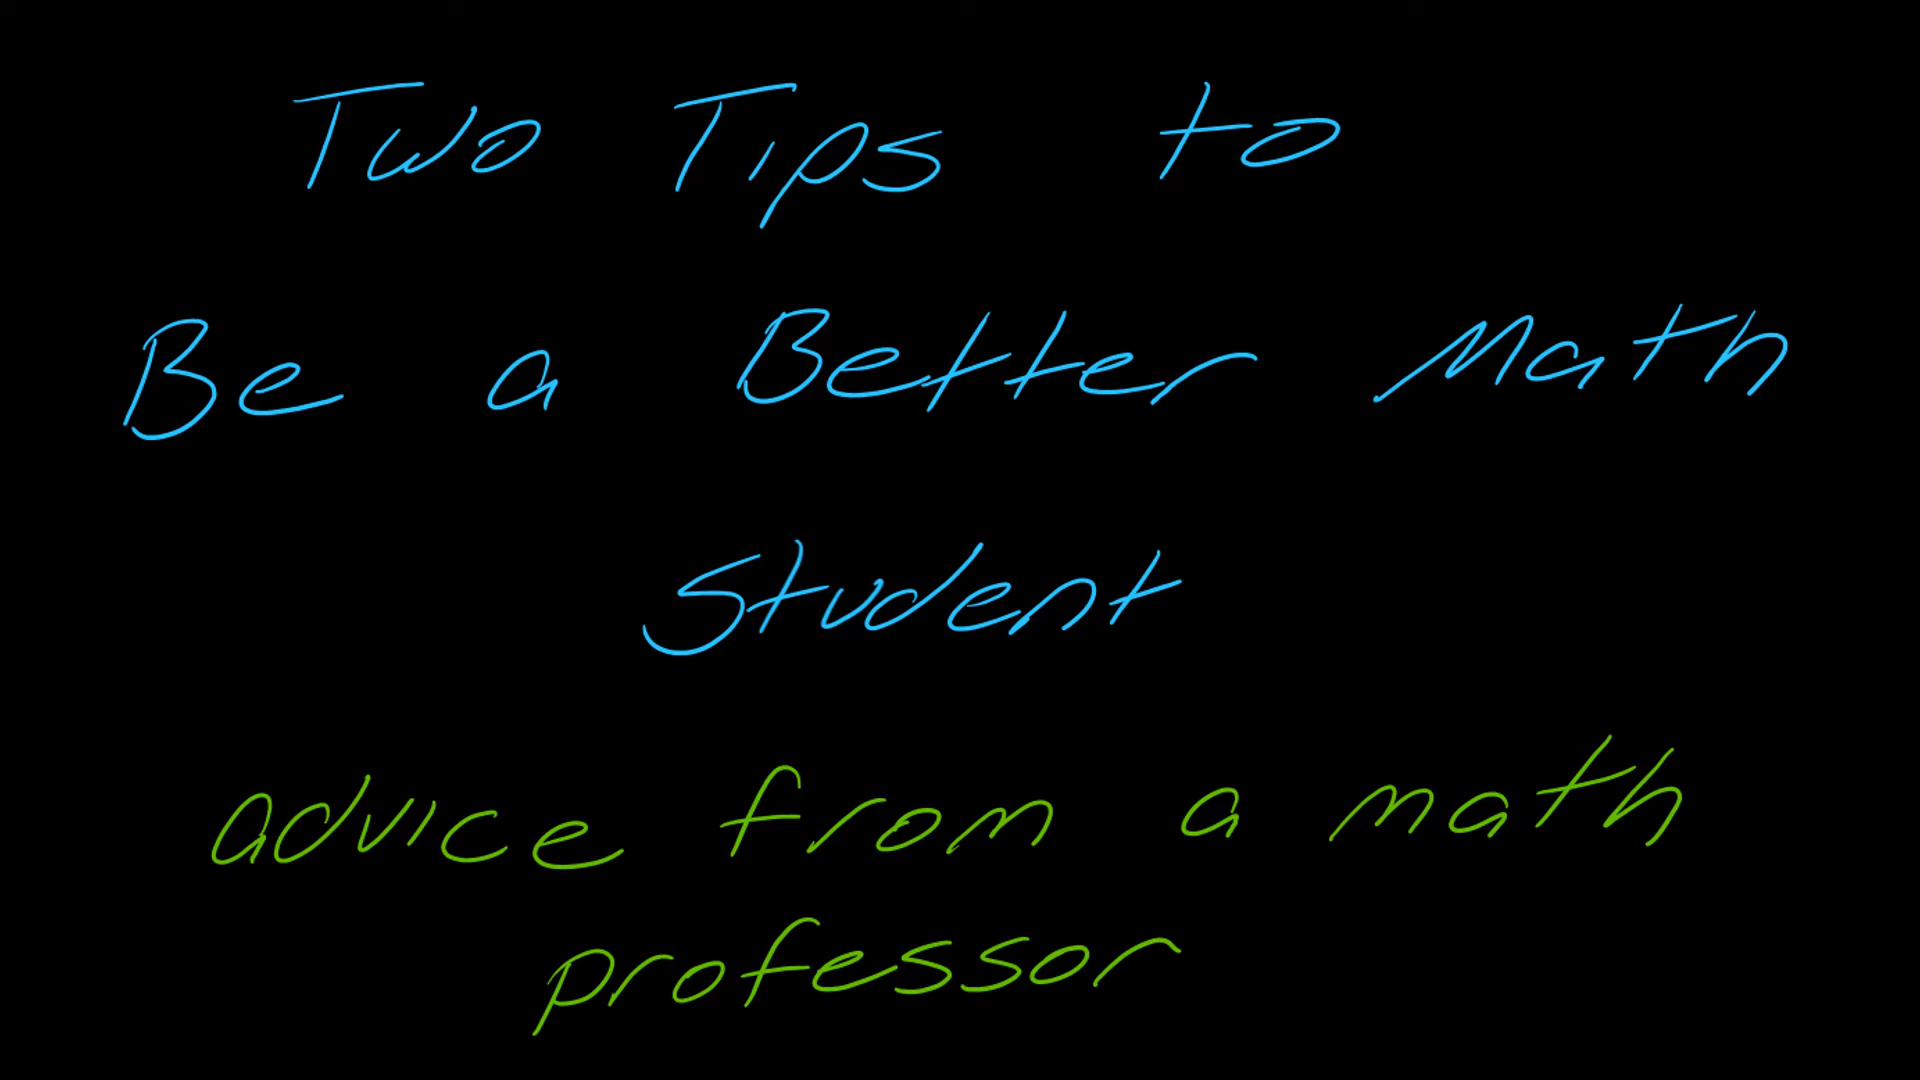 Two Tips to
Be a Better Math
Student
advice from a math
professor